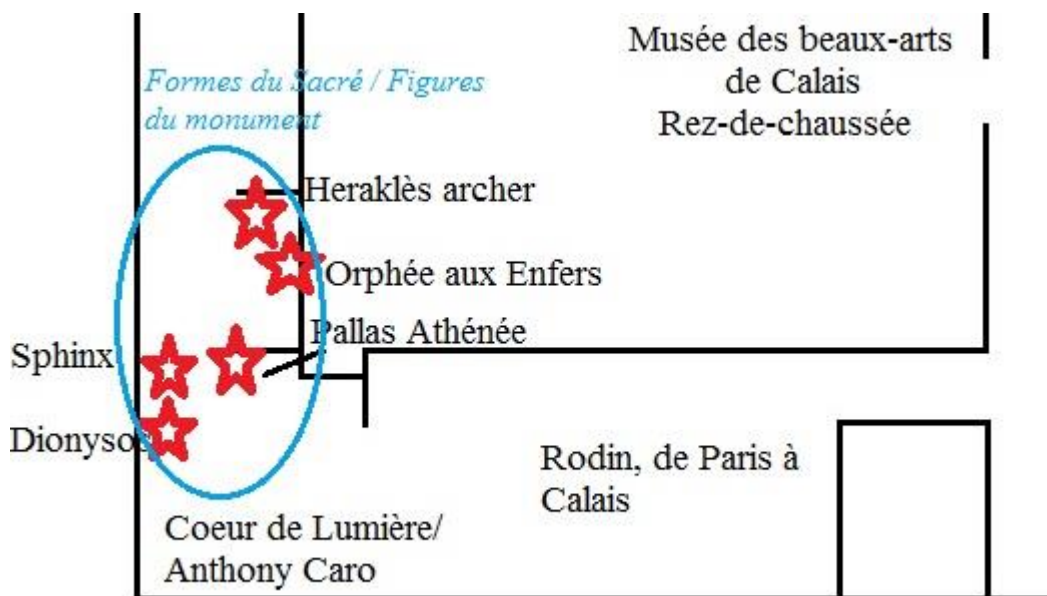 Musée des beaux-arts
de Calais
Rez-de-chaussée
Formes du Sacré / Figures
du monument
Heraklès archer
Orphée aux Enfers
Pallas Athénée
Sphinx
Dionysos
Rodin, de Paris à
Calais
Coeur de Lumière/
Anthony Caro